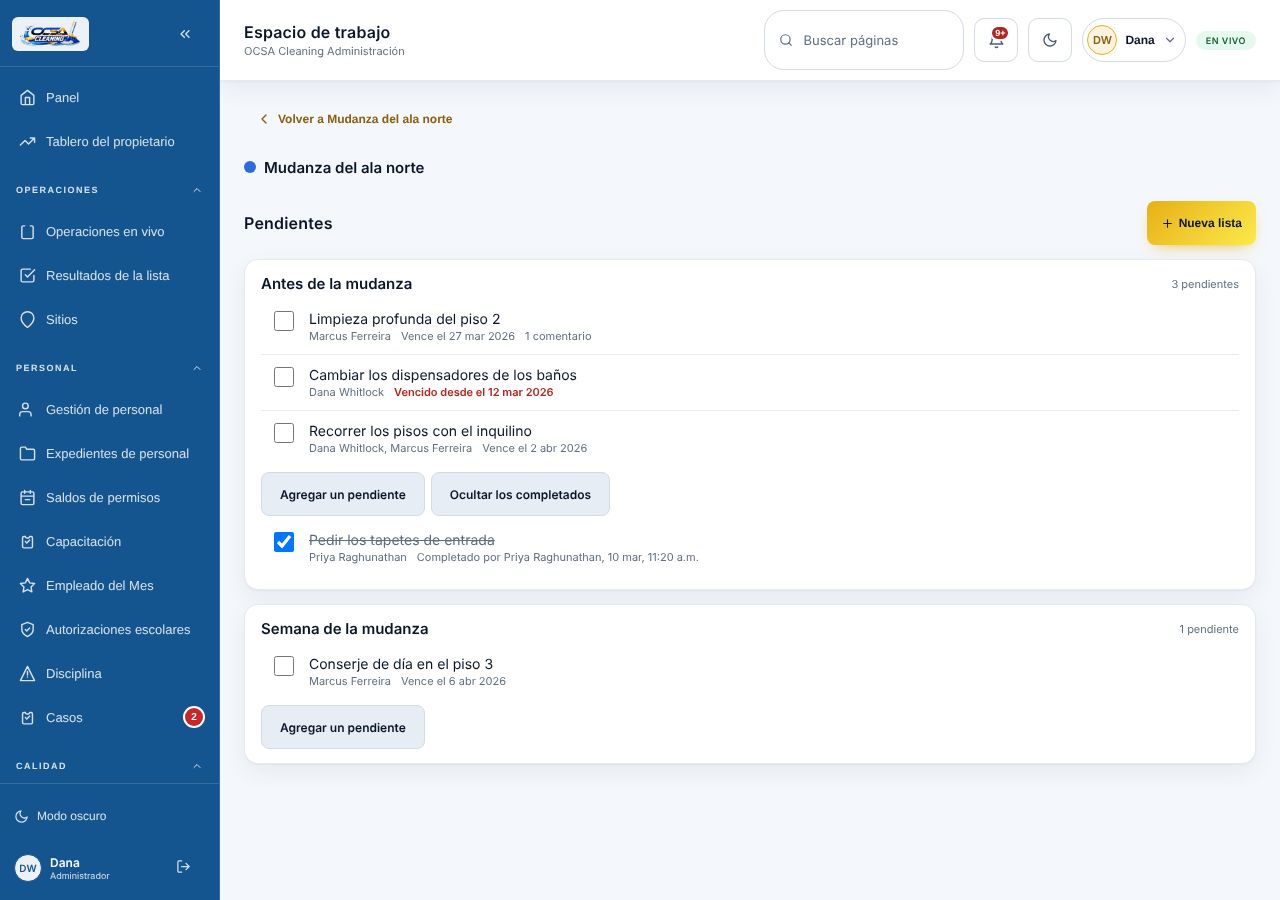 OCSA
CLEANING
Panel
Tablero del propietario
OPERACIONES
Operaciones en vivo
Resultados de la lista
Sitios
PERSONAL
Gestión de personal
Expedientes de personal
Saldos de permisos
Capacitación
Empleado del Mes
Autorizaciones escolares
Disciplina
Casos
2
CALIDAD
Modo oscuro
DW
Dana
Administrador
Espacio de trabajo
OCSA Cleaning Administración
Buscar páginas
9+
DW
Dana
EN VIVO
Volver a Mudanza del ala norte
Mudanza del ala norte
Pendientes
+ Nueva lista
Antes de la mudanza
3 pendientes
Limpieza profunda del piso 2
Marcus Ferreira Vence el 27 mar 2026 1 comentario
Cambiar los dispensadores de los baños
Dana Whitlock Vencido desde el 12 mar 2026
Recorrer los pisos con el inquilino
Dana Whitlock, Marcus Ferreira Vence el 2 abr 2026
Agregar un pendiente
Ocultar los completados
Pedir los tapetes de entrada
Priya Raghunathan Completado por Priya Raghunathan, 10 mar, 11:20 a.m.
Semana de la mudanza
1 pendiente
Conserje de día en el piso 3
Marcus Ferreira Vence el 6 abr 2026
Agregar un pendiente